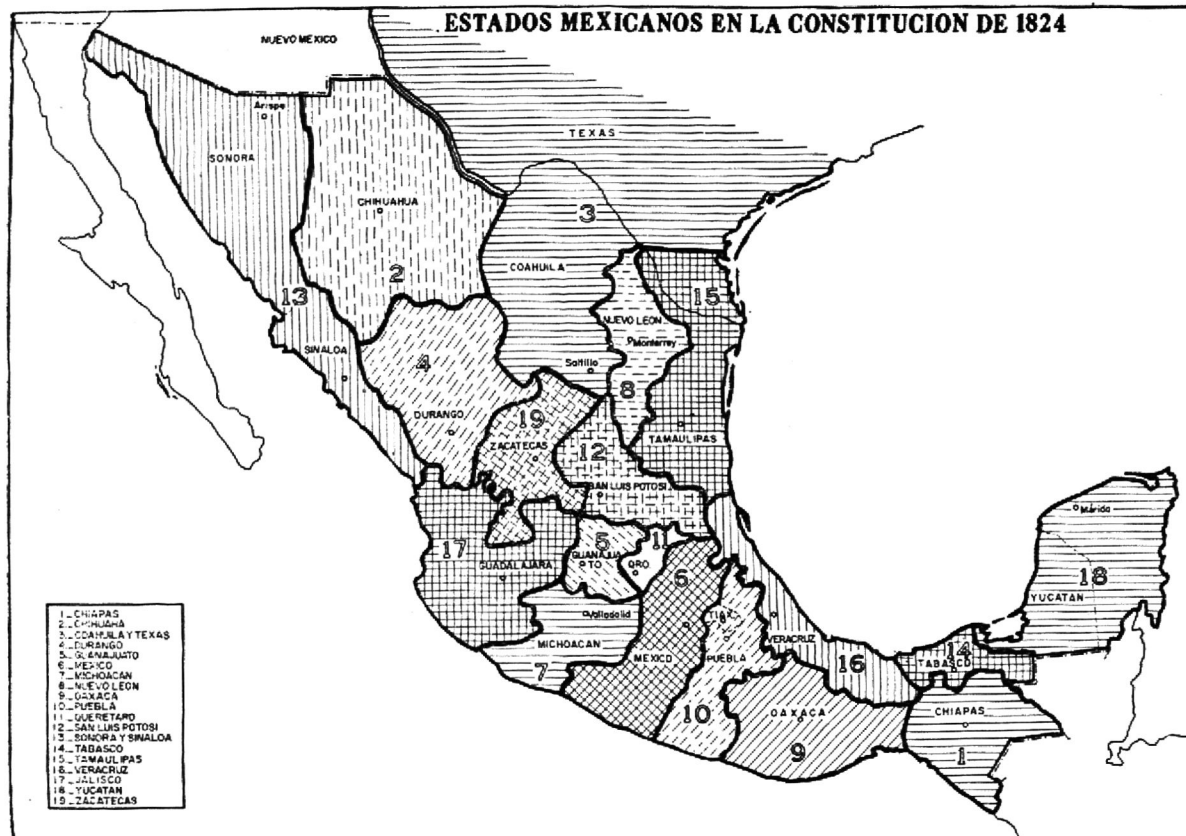 ESTADOS MEXICANOS EN LA CONSTITUCION DE 1824
NUEVO MEXICO
Arispe
TEXAS
SONORA
CHIHUAHUA
3
COAHUILA
2
13
15
NUEVO LEON
Monterrey
SINALOA
4
Saltillo
8
DURANGO
19
ZACATECAS
12
TAMAULIPAS
SAN LUIS POTOSI
Mérida
17
5
GUANAJUA
TO
11
QRO.
GUADALAJARA
6
18
YUCATAN
Valladolid
TLAX.
MICHOACAN
7
MEXICO
PUEBLA
VERACRUZ
16
14
TABASCO
10
OAXACA
9
CHIAPAS
1
1_CHIAPAS
2_CHIHUAHA
3_COAHUILA Y TEXAS
4_DURANGO
5_GUANAJUATO
6_MEXICO
7_MICHOACAN
8_NUEVO LEON
9_OAXACA
10_PUEBLA
11_QUERETARO
12_SAN LUIS POTOSI
13_SONORA Y SINALOA
14_TABASCO
15_TAMAULIPAS
16_VERACRUZ
17_JALISCO
18_YUCATAN
19_ZACATECAS